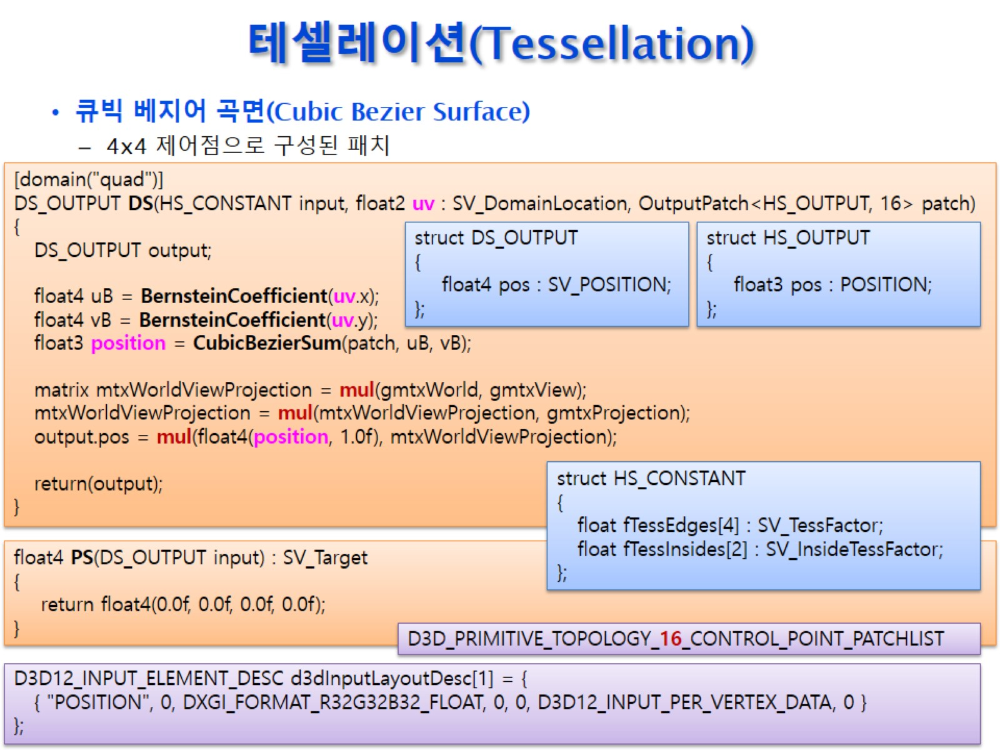 테셀레이션(Tessellation)
• 큐빅 베지어 곡면(Cubic Bezier Surface)
– 4x4 제어점으로 구성된 패치
[domain("quad")]
DS_OUTPUT DS(HS_CONSTANT input, float2 uv : SV_DomainLocation, OutputPatch<HS_OUTPUT, 16> patch)
{
DS_OUTPUT output;
float4 uB = BernsteinCoefficient(uv.x);
float4 vB = BernsteinCoefficient(uv.y);
float3 position = CubicBezierSum(patch, uB, vB);
matrix mtxWorldViewProjection = mul(gmtxWorld, gmtxView);
mtxWorldViewProjection = mul(mtxWorldViewProjection, gmtxProjection);
output.pos = mul(float4(position, 1.0f), mtxWorldViewProjection);
return(output);
}
struct DS_OUTPUT
{
float4 pos : SV_POSITION;
};
struct HS_OUTPUT
{
float3 pos : POSITION;
};
struct HS_CONSTANT
{
float fTessEdges[4] : SV_TessFactor;
float fTessInsides[2] : SV_InsideTessFactor;
};
float4 PS(DS_OUTPUT input) : SV_Target
{
return float4(0.0f, 0.0f, 0.0f, 0.0f);
}
D3D_PRIMITIVE_TOPOLOGY_16_CONTROL_POINT_PATCHLIST
D3D12_INPUT_ELEMENT_DESC d3dInputLayoutDesc[1] = {
{ "POSITION", 0, DXGI_FORMAT_R32G32B32_FLOAT, 0, 0, D3D12_INPUT_PER_VERTEX_DATA, 0 }
};